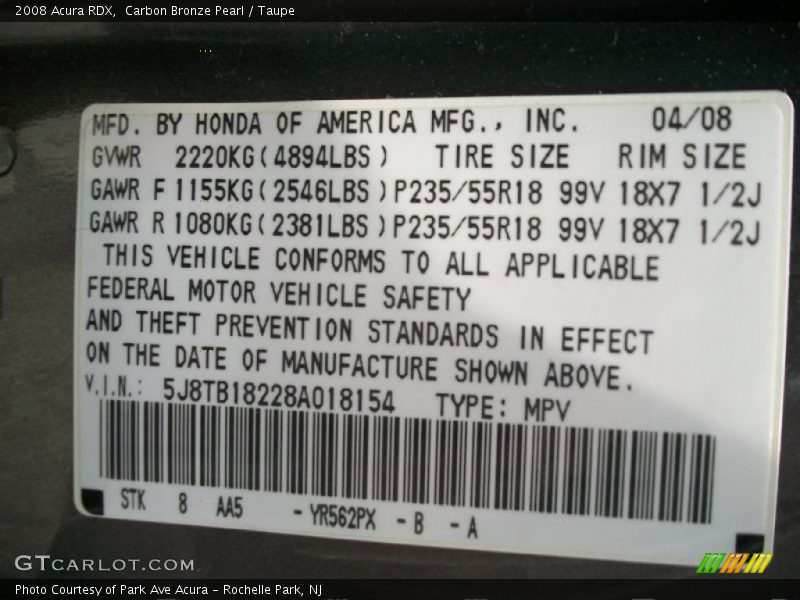 2008 Acura RDX,  Carbon Bronze Pearl / Taupe
MFD. BY HONDA OF AMERICA MFG., INC. 04/08
GVWR 2220KG(4894LBS) TIRE SIZE RIM SIZE
GAWR F 1155KG(2546LBS)P235/55R18 99V 18X7 1/2J
GAWR R 1080KG(2381LBS)P235/55R18 99V 18X7 1/2J
THIS VEHICLE CONFORMS TO ALL APPLICABLE
FEDERAL MOTOR VEHICLE SAFETY
AND THEFT PREVENTION STANDARDS IN EFFECT
ON THE DATE OF MANUFACTURE SHOWN ABOVE.
V.I.N.: 5J8TB18228A018154 TYPE: MPV
STK 8 AA5 -YR562PX -B -A
GTCARLOT.COM
Photo Courtesy of Park Ave Acura - Rochelle Park, NJ